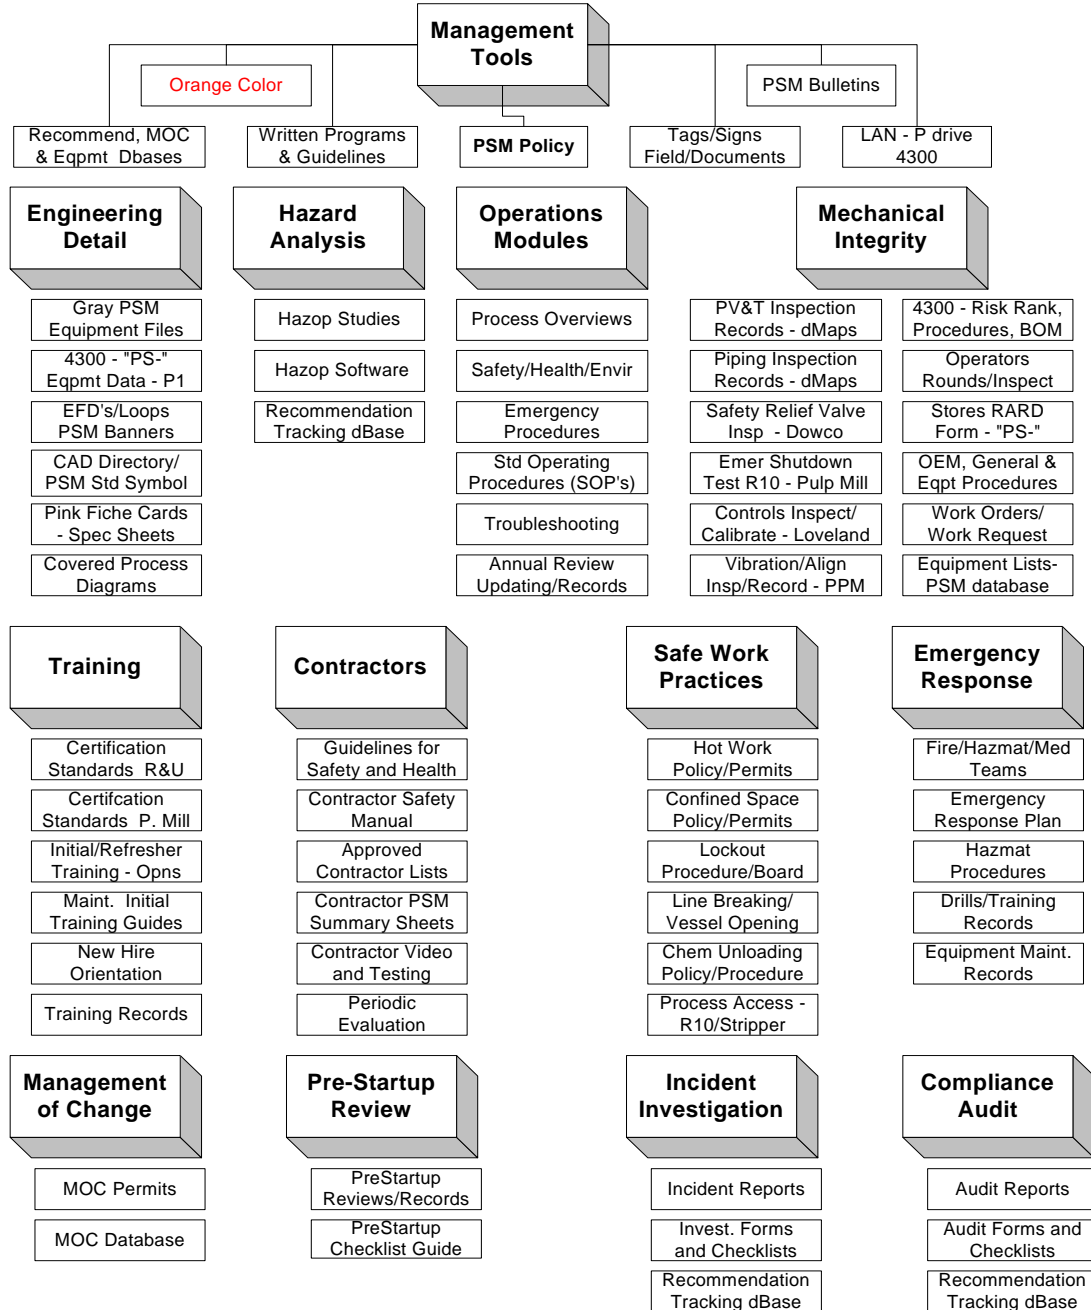 Management
Tools
Orange Color
PSM Bulletins
Recommend, MOC
& Eqpmt  Dbases
Written Programs
& Guidelines
PSM Policy
Tags/Signs
Field/Documents
LAN - P drive
4300
Engineering
Detail
Hazard
Analysis
Operations
Modules
Mechanical
Integrity
Gray PSM
Equipment Files
4300 - "PS-"
Eqpmt Data - P1
EFD's/Loops
PSM Banners
CAD Directory/
PSM Std Symbol
Pink Fiche Cards
- Spec Sheets
Covered Process
Diagrams
Hazop Studies
Hazop Software
Recommendation
Tracking dBase
Process Overviews
Safety/Health/Envir
Emergency
Procedures
Std Operating
Procedures (SOP's)
Troubleshooting
Annual Review
Updating/Records
PV&T Inspection
Records - dMaps
Piping Inspection
Records - dMaps
Safety Relief Valve
Insp  - Dowco
Emer Shutdown
Test R10 - Pulp Mill
Controls Inspect/
Calibrate - Loveland
Vibration/Align
Insp/Record - PPM
4300 - Risk Rank,
Procedures, BOM
Operators
Rounds/Inspect
Stores RARD
Form - "PS-"
OEM, General &
Eqpt Procedures
Work Orders/
Work Request
Equipment Lists-
PSM database
Training
Contractors
Safe Work
Practices
Emergency
Response
Certification
Standards  R&U
Certifcation
Standards  P. Mill
Initial/Refresher
Training - Opns
Maint.  Initial
Training Guides
New Hire
Orientation
Training Records
Guidelines for
Safety and Health
Contractor Safety
Manual
Approved
Contractor Lists
Contractor PSM
Summary Sheets
Contractor Video
and Testing
Periodic
Evaluation
Hot Work
Policy/Permits
Confined Space
Policy/Permits
Lockout
Procedure/Board
Line Breaking/
Vessel Opening
Chem Unloading
Policy/Procedure
Process Access -
R10/Stripper
Fire/Hazmat/Med
Teams
Emergency
Response Plan
Hazmat
Procedures
Drills/Training
Records
Equipment Maint.
Records
Management
of Change
Pre-Startup
Review
Incident
Investigation
Compliance
Audit
MOC Permits
MOC Database
PreStartup
Reviews/Records
PreStartup
Checklist Guide
Incident Reports
Invest. Forms
and Checklists
Recommendation
Tracking dBase
Audit Reports
Audit Forms and
Checklists
Recommendation
Tracking dBase